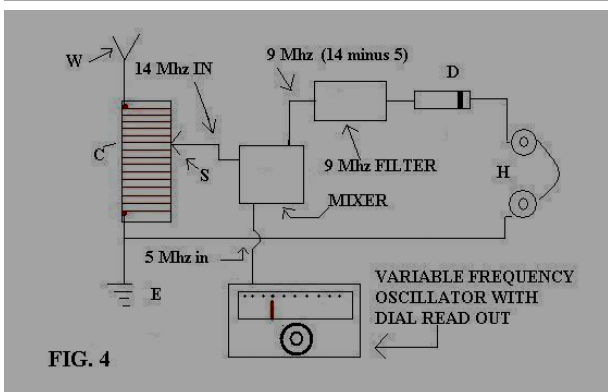 9 Mhz (14 minus 5)
W
14 Mhz IN
D
C
S
9 Mhz FILTER
H
MIXER
5 Mhz in
E
VARIABLE FREQUENCY
OSCILLATOR WITH
DIAL READ OUT
FIG. 4